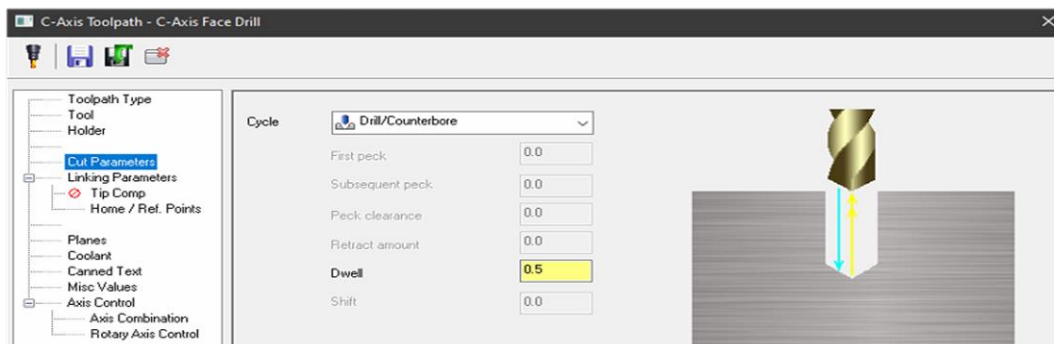 C-Axis Toolpath - C-Axis Face Drill
Toolpath Type
Tool
Holder
Cut Parameters
Linking Parameters
Tip Comp
Home / Ref. Points
Planes
Coolant
Canned Text
Misc Values
Axis Control
Axis Combination
Rotary Axis Control
Cycle Drill/Counterbore
First peck 0.0
Subsequent peck 0.0
Peck clearance 0.0
Retract amount 0.0
Dwell 0.5
Shift 0.0